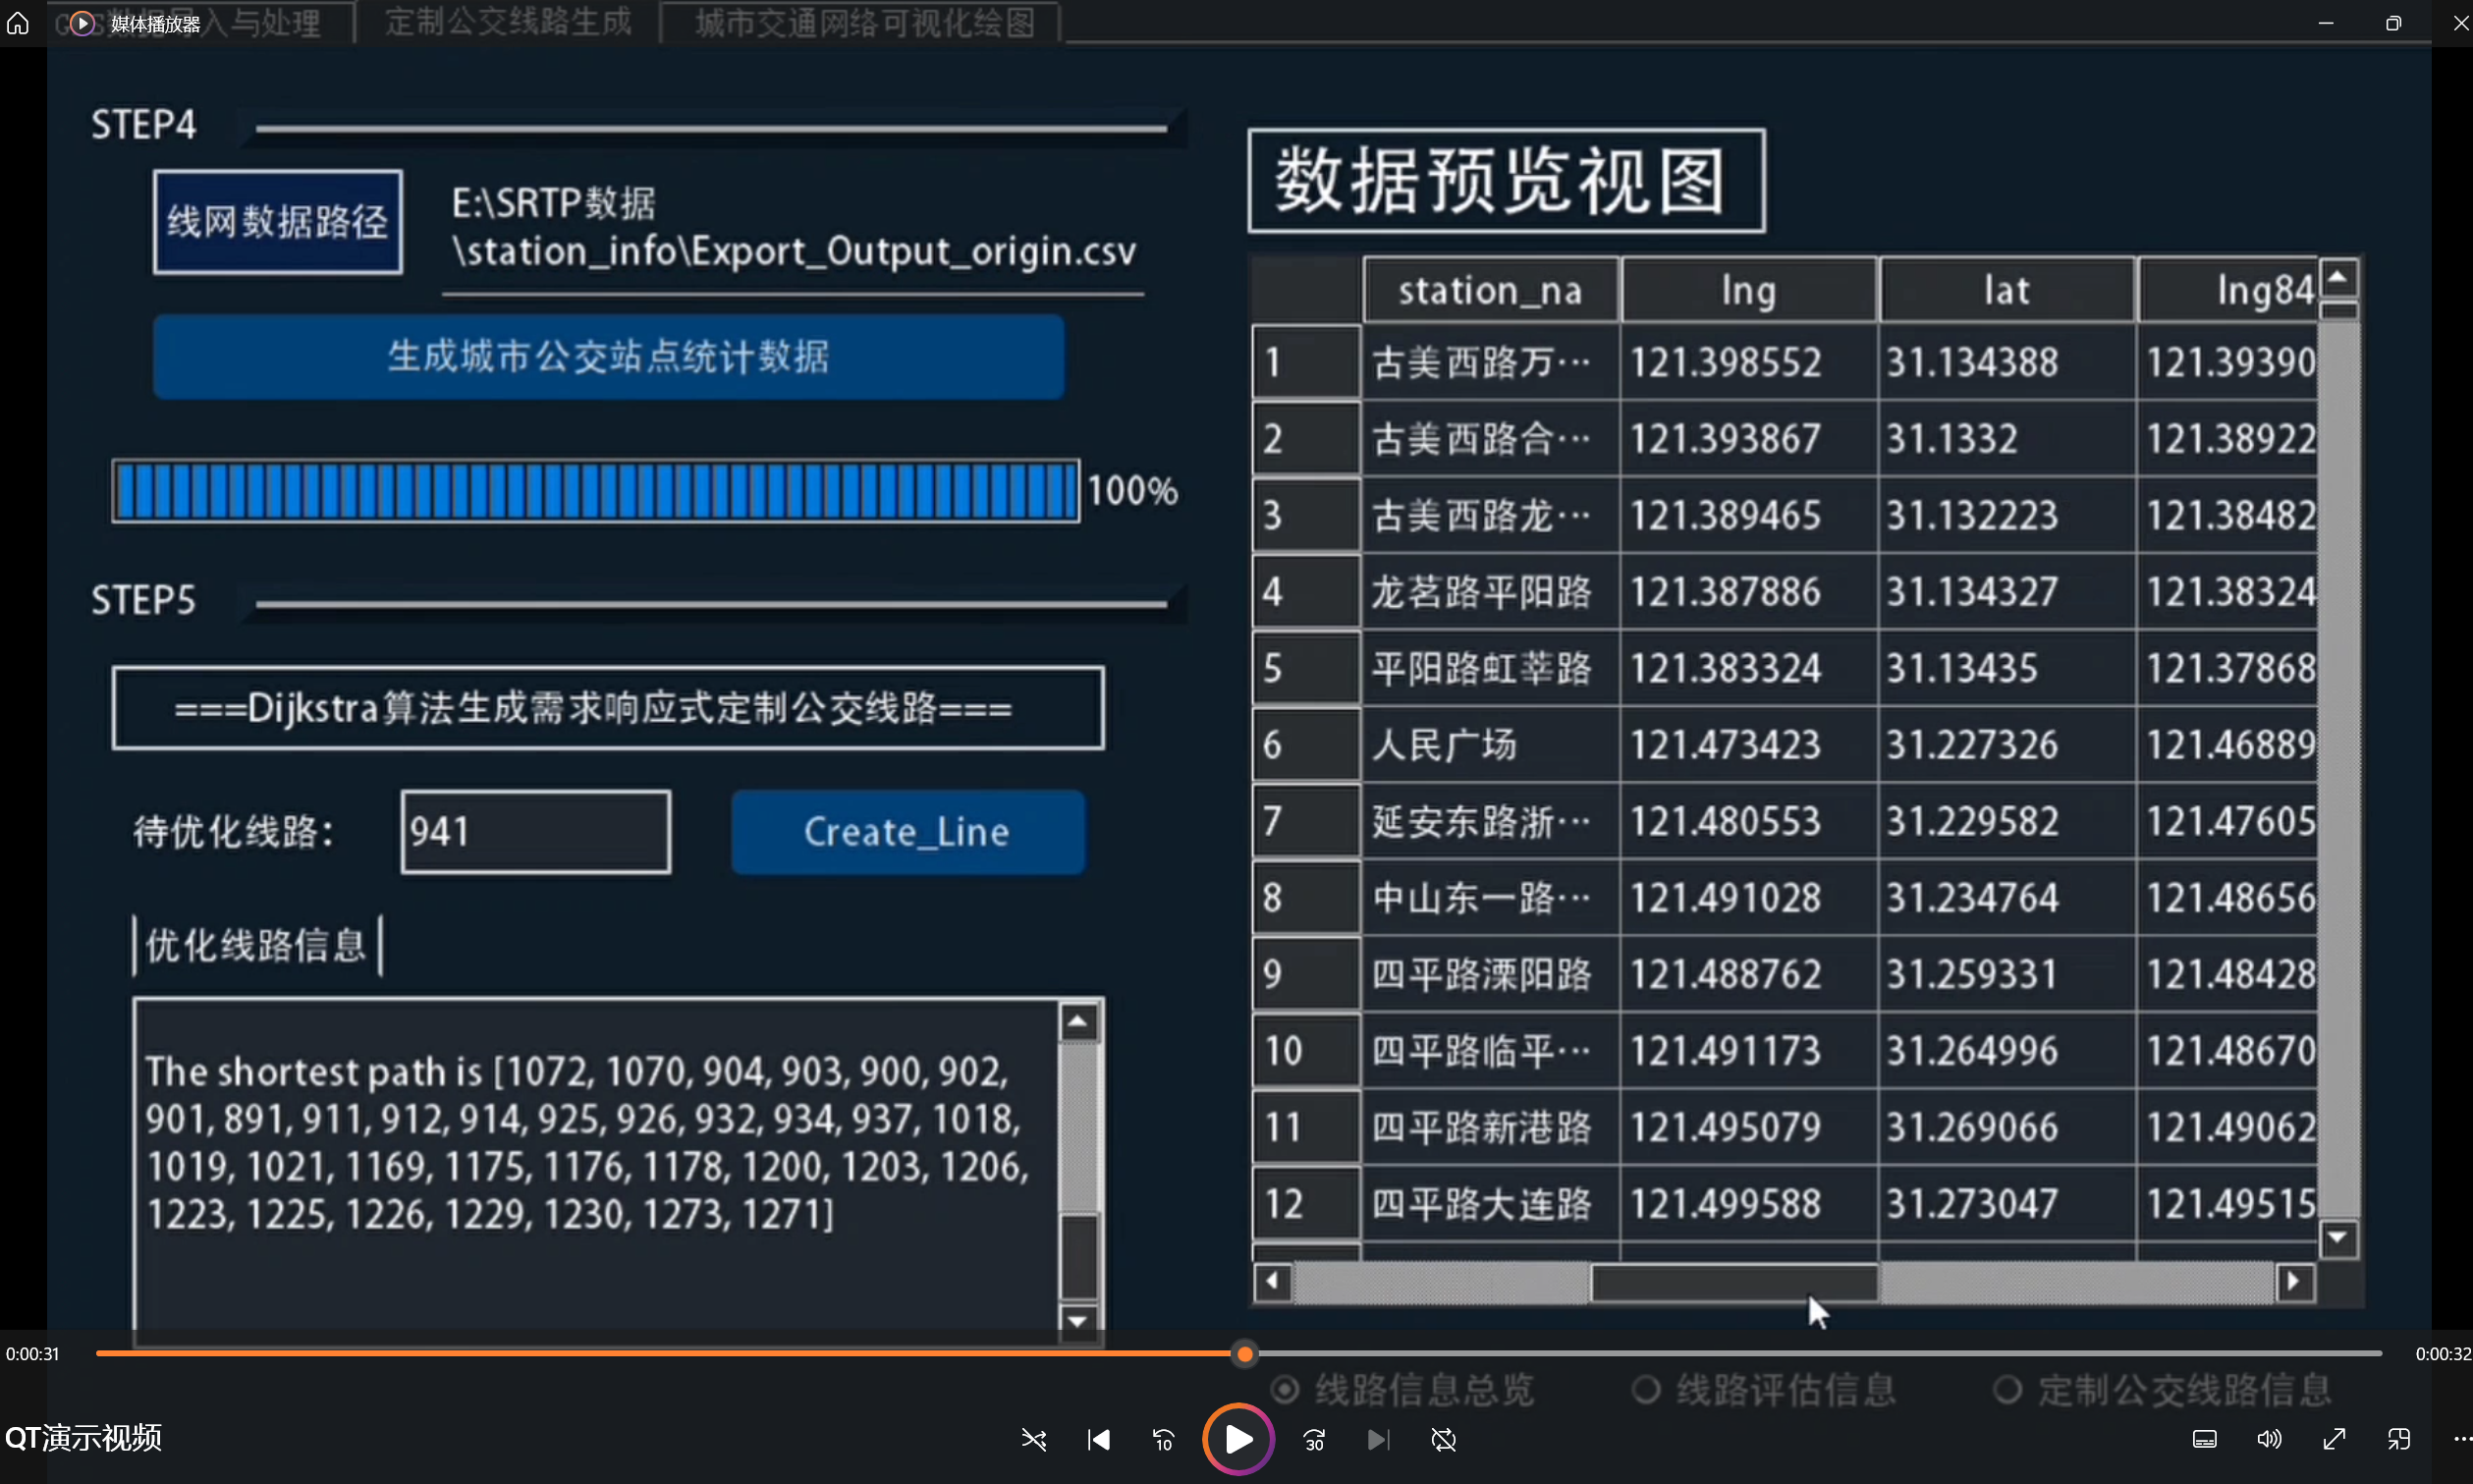 媒体播放器
入与处理
定制公交线路生成
城市交通网络可视化绘图
STEP4
线网数据路径
E:\SRTP数据
\station_info\Export_Output_origin.csv
生成城市公交站点统计数据
100%
STEP5
===Dijkstra算法生成需求响应式定制公交线路===
待优化线路：
941
Create_Line
优化线路信息
The shortest path is [1072, 1070, 904, 903, 900, 902,
901, 891, 911, 912, 914, 925, 926, 932, 934, 937, 1018,
1019, 1021, 1169, 1175, 1176, 1178, 1200, 1203, 1206,
1223, 1225, 1226, 1229, 1230, 1273, 1271]
数据预览视图
station_na lng lat lng84
1 古美西路万… 121.398552 31.134388 121.39390
2 古美西路合… 121.393867 31.1332 121.38922
3 古美西路龙… 121.389465 31.132223 121.38482
4 龙茗路平阳路 121.387886 31.134327 121.38324
5 平阳路虹莘路 121.383324 31.13435 121.37868
6 人民广场 121.473423 31.227326 121.46889
7 延安东路浙… 121.480553 31.229582 121.47605
8 中山东一路… 121.491028 31.234764 121.48656
9 四平路溧阳路 121.488762 31.259331 121.48428
10 四平路临平… 121.491173 31.264996 121.48670
11 四平路新港路 121.495079 31.269066 121.49062
12 四平路大连路 121.499588 31.273047 121.49515
0:00:31
0:00:32
线路信息总览
线路评估信息
定制公交线路信息
QT演示视频
10
30